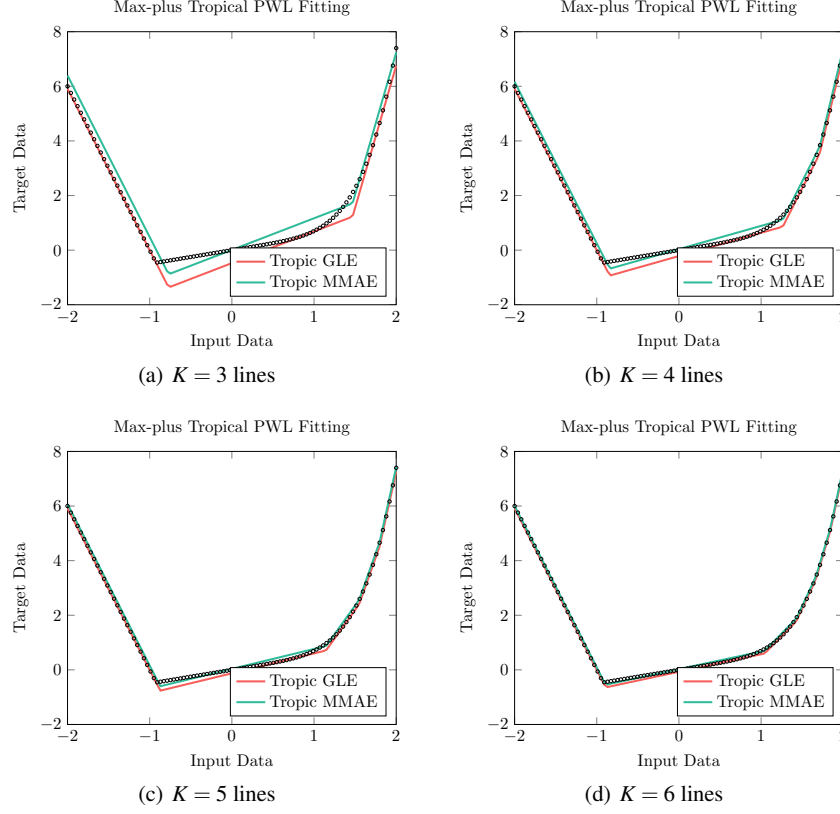 Max-plus Tropical PWL Fitting
8
6
4
2
0
−2
Target Data
−2
−1
0
1
2
Input Data
Tropic GLE
Tropic MMAE
(a) K = 3 lines
Max-plus Tropical PWL Fitting
8
6
4
2
0
−2
Target Data
−2
−1
0
1
Input Data
Tropic GLE
Tropic MMAE
(b) K = 4 lines
Max-plus Tropical PWL Fitting
8
6
4
2
0
−2
Target Data
−2
−1
0
1
2
Input Data
Tropic GLE
Tropic MMAE
(c) K = 5 lines
Max-plus Tropical PWL Fitting
8
6
4
2
0
−2
Target Data
−2
−1
0
1
Input Data
Tropic GLE
Tropic MMAE
(d) K = 6 lines